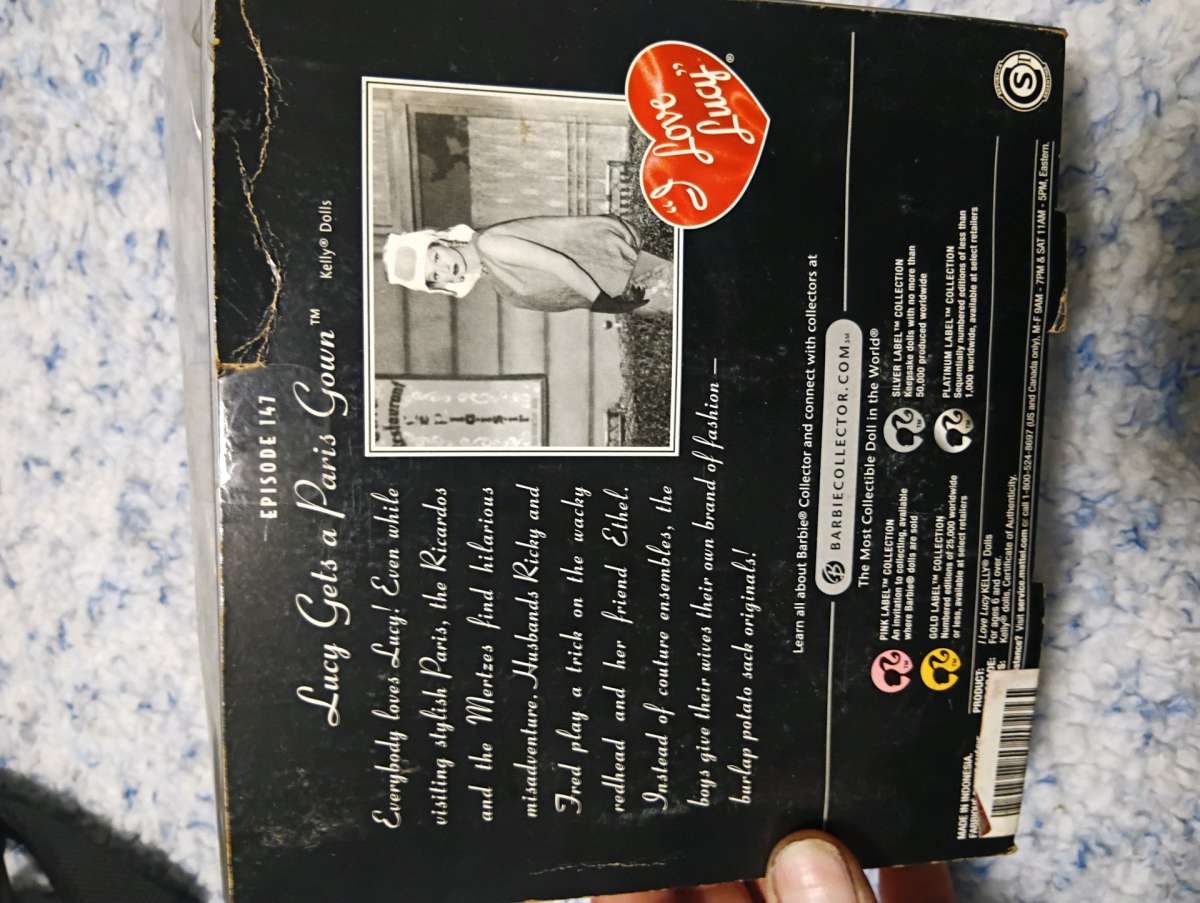 EPISODE 147
Lucy Gets a Paris Gown™ Kelly® Dolls
Everybody loves Lucy! Even while
visiting stylish Paris, the Ricardos
and the Mertzes find hilarious
misadventure. Husbands Ricky and
Fred play a trick on the wacky
redhead and her friend Ethel.
Instead of couture ensembles, the
boys give their wives their own brand of fashion –
burlap potato sack originals!
"I Love Lucy"®
Learn all about Barbie® Collector and connect with collectors at
B BARBIECOLLECTOR.COM SM
The Most Collectible Doll in the World®
PINK LABEL™ COLLECTION
An invitation to collecting, available
where Barbie® dolls are sold
GOLD LABEL™ COLLECTION
Numbered editions of 25,000 worldwide
or less, available at select retailers
SILVER LABEL™ COLLECTION
Keepsake dolls with no more than
50,000 produced worldwide
PLATINUM LABEL™ COLLECTION
Sequentially numbered editions of less than
1,000 worldwide, available at select retailers
PRODUCT: I Love Lucy KELLY® Dolls
DE: For ages 6 and over.
S: Kelly® dolls, Certificate of Authenticity.
stance? Visit service.mattel.com or call 1-800-524-8697 (US and Canada only), M-F 9AM - 7PM & SAT 11AM - 5PM, Eastern.
MADE IN INDONESIA.
S